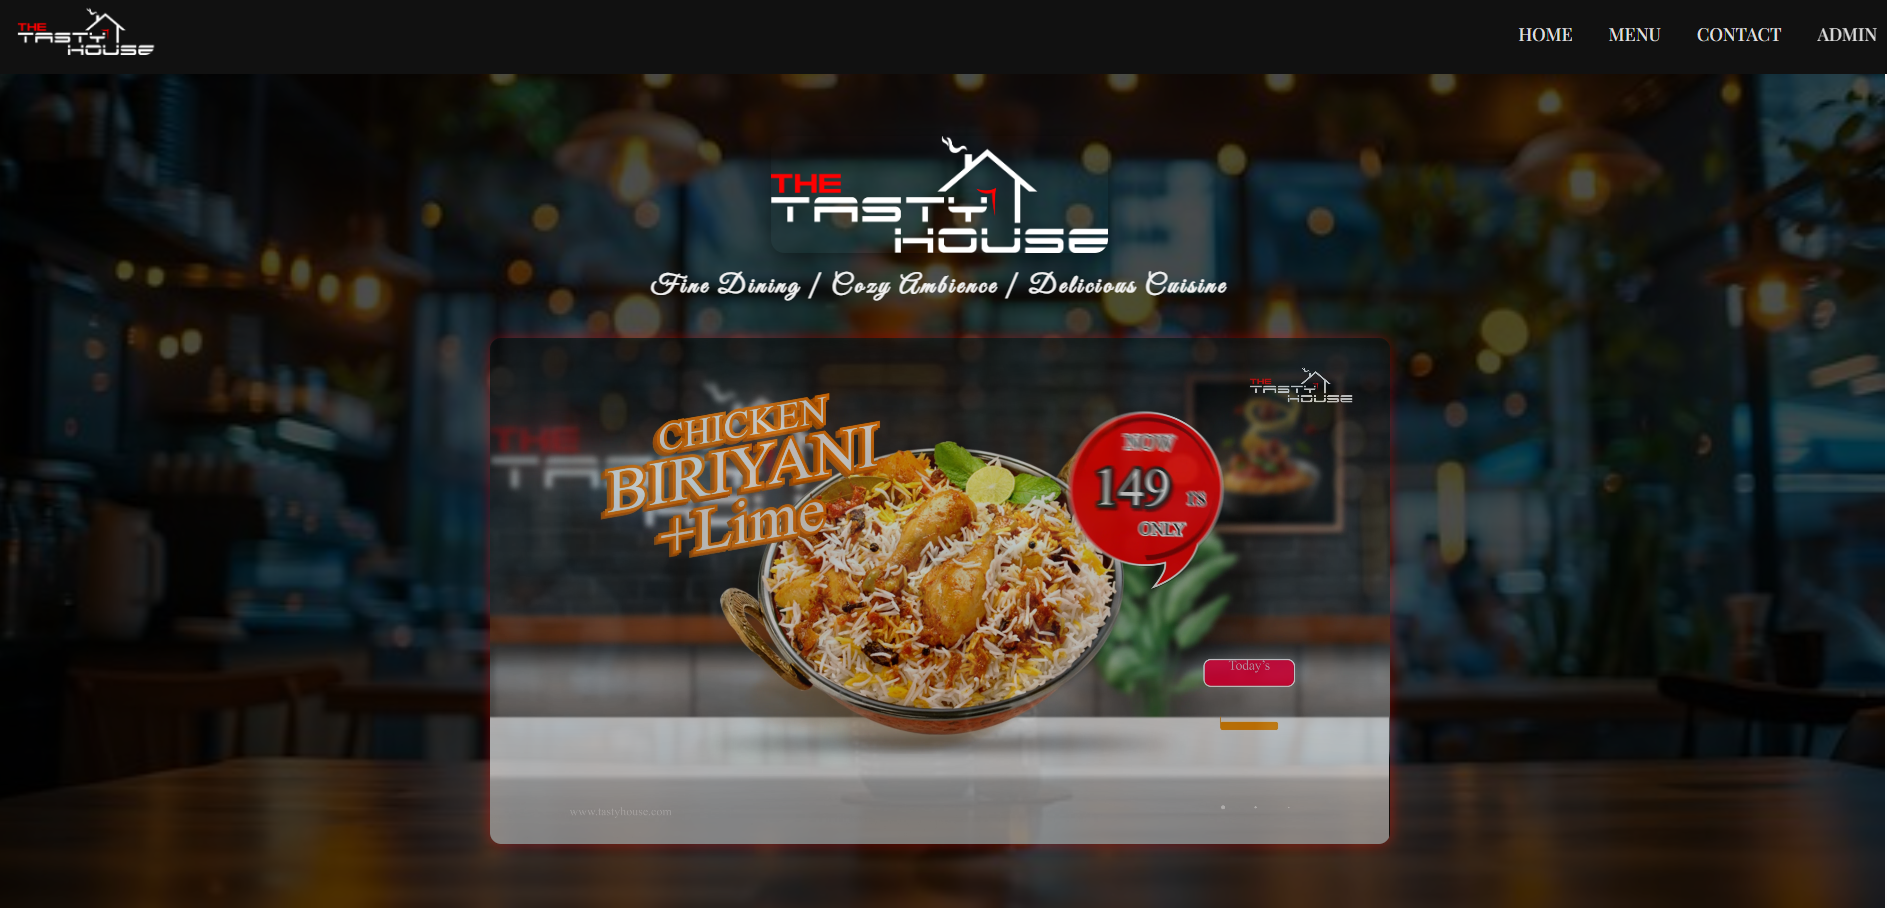 THE
TASTY
HOUSE
HOME MENU CONTACT ADMIN
THE
TASTY
HOUSE
Fine Dining / Cozy Ambience / Delicious Cuisine
THE
TASTY
HOUSE
THE
CHICKEN
BIRIYANI
+Lime
NOW
149 RS
ONLY
Today's
www.tastyhouse.com